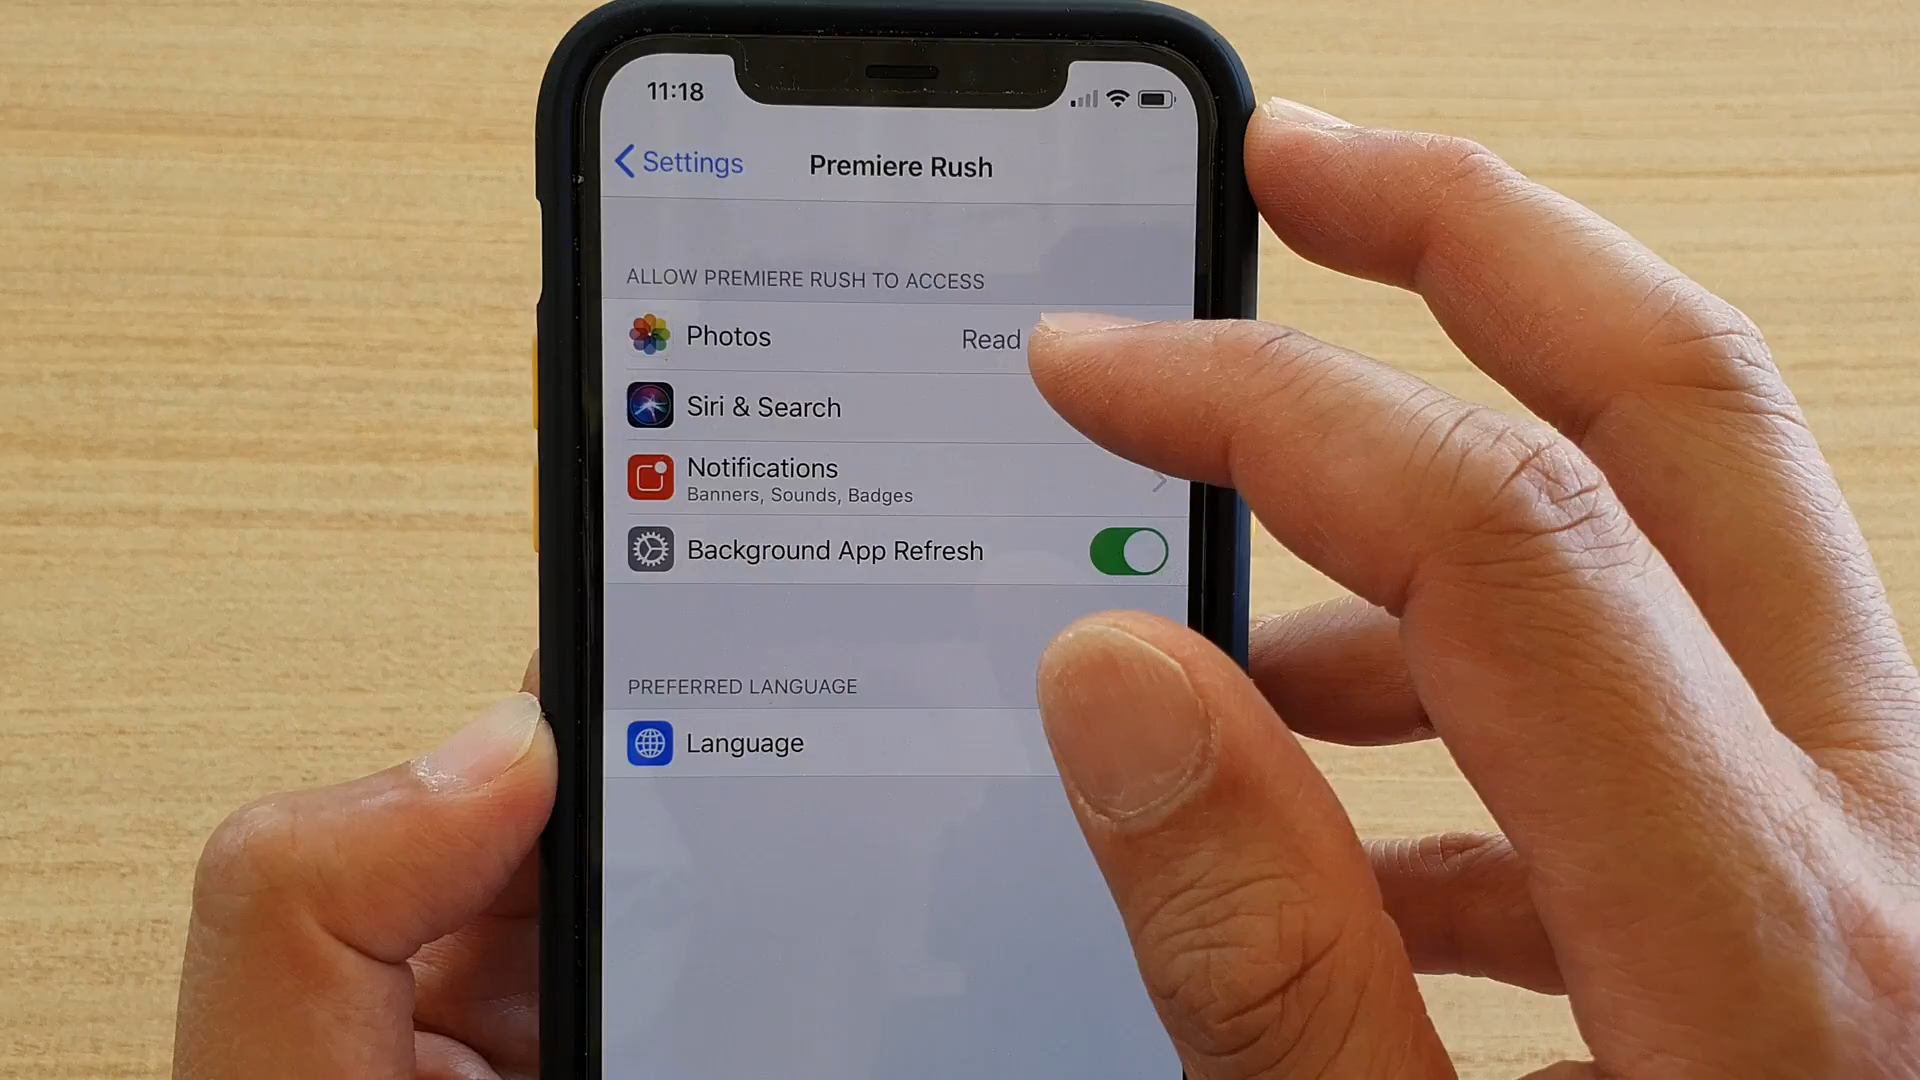 11:18
Settings
Premiere Rush
ALLOW PREMIERE RUSH TO ACCESS
Photos
Read
Siri & Search
Notifications
Banners, Sounds, Badges
Background App Refresh
PREFERRED LANGUAGE
Language